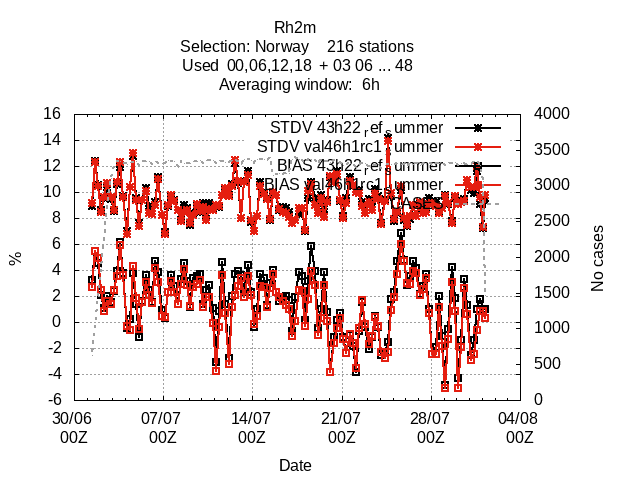 Rh2m
Selection: Norway 216 stations
Used 00,06,12,18 + 03 06 ... 48
Averaging window: 6h
STDV 43h22_ref_summer
STDV val46h1rc1_summer
BIAS 43h22_ref_summer
BIAS val46h1rc1_summer
CASES
%
No cases
16
14
12
10
8
6
4
2
0
-2
-4
-6
4000
3500
3000
2500
2000
1500
1000
500
0
30/06 07/07 14/07 21/07 28/07 04/08
00Z 00Z 00Z 00Z 00Z 00Z
Date